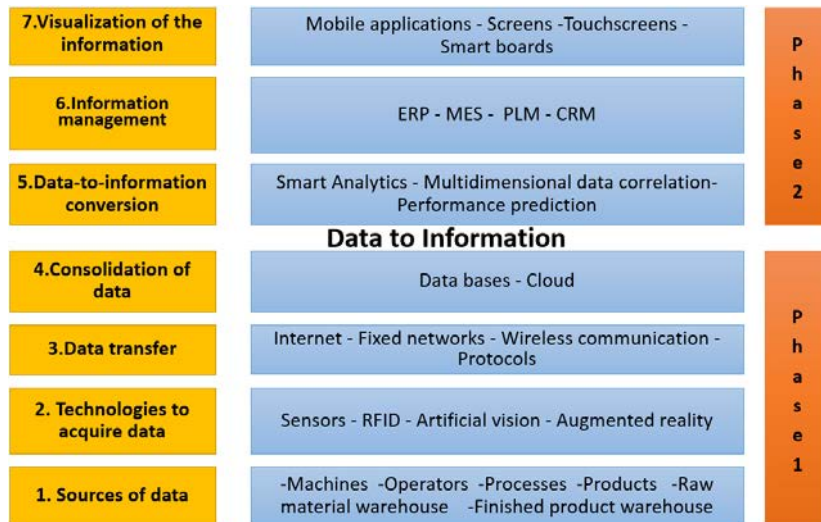 7.Visualization of the
information
Mobile applications - Screens -Touchscreens -
Smart boards
6.Information
management
ERP - MES -  PLM - CRM
5.Data-to-information
conversion
Smart Analytics - Multidimensional data correlation-
Performance prediction
P
h
a
s
e
2
Data to Information
4.Consolidation of
data
Data bases - Cloud
3.Data transfer
Internet - Fixed networks - Wireless communication -
Protocols
2. Technologies to
acquire data
Sensors - RFID - Artificial vision - Augmented reality
1. Sources of data
-Machines  -Operators  -Processes  -Products  -Raw
material warehouse   -Finished product warehouse
P
h
a
s
e
1